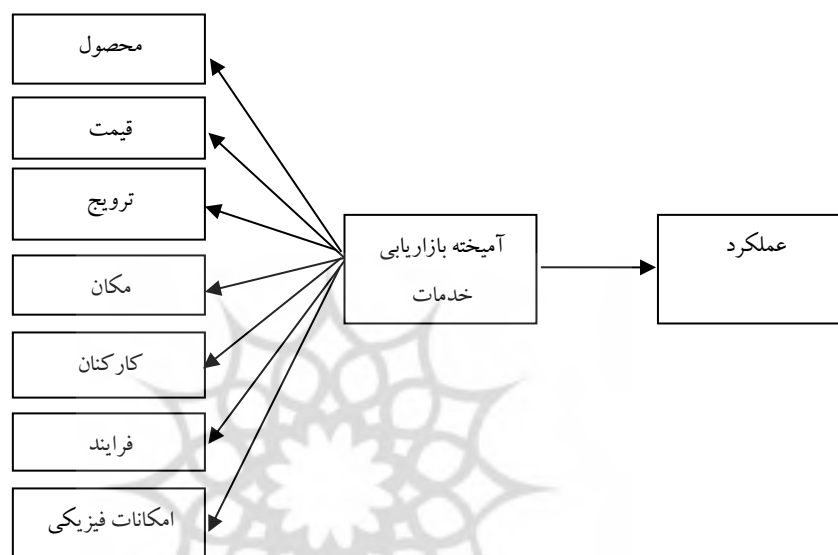 محصول
قیمت
ترویج
مکان
کارکنان
فرایند
امکانات فیزیکی
آمیخته بازاریابی
خدمات
عملکرد